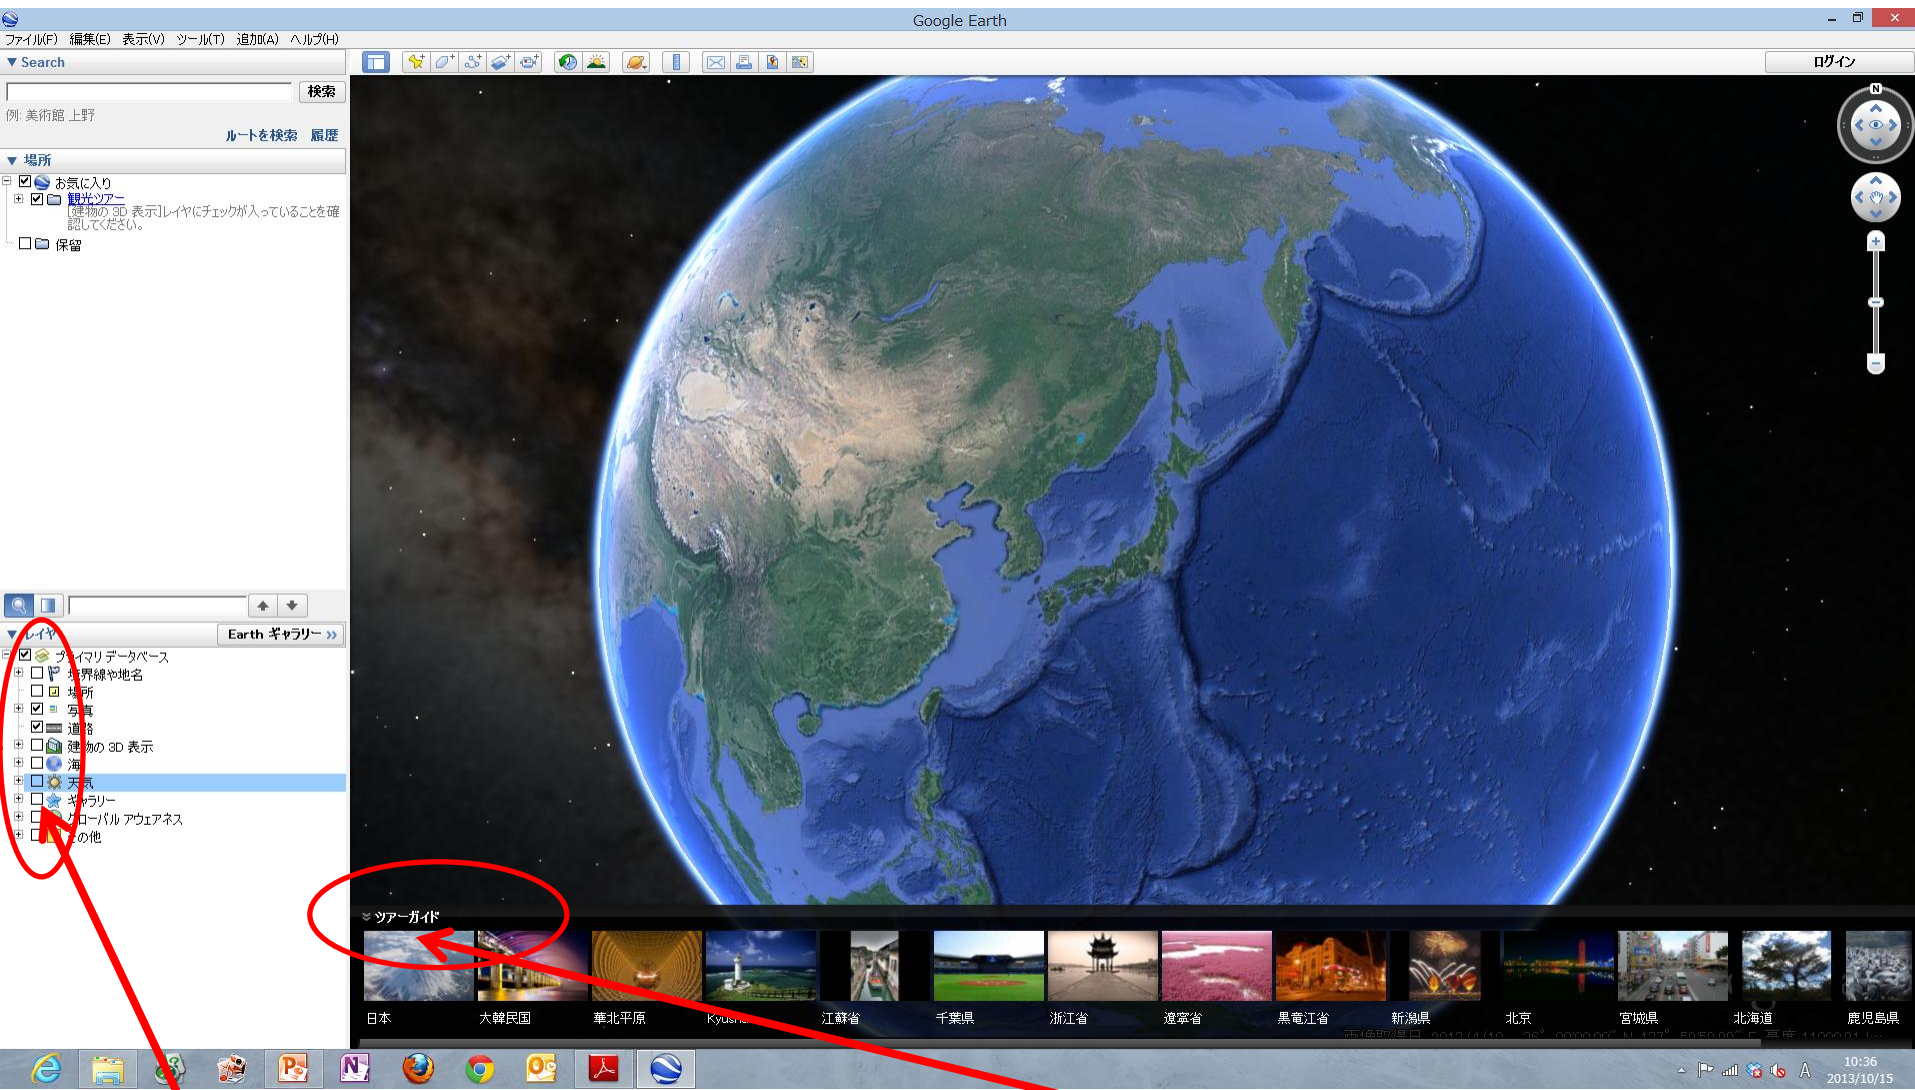 Google Earth
ファイル(F) 編集(E) 表示(V) ツール(T) 追加(A) ヘルプ(H)
Search
ログイン
検索
例: 美術館 上野
ルートを検索 履歴
場所
お気に入り
観光ツアー
[建物の 3D 表示]レイヤにチェックが入っていることを確
認してください。
保留
レイヤ
Earth ギャラリー »
プライマリ データベース
境界線や地名
場所
写真
道路
建物の 3D 表示
海
天気
ギャラリー
グローバル アウェアネス
その他
N
ツアーガイド
日本 大韓民国 華北平原 江蘇省 千葉県 浙江省 遼寧省 黒竜江省 新潟県 北京 宮城県 北海道 鹿児島県
A
10:36
2013/10/15